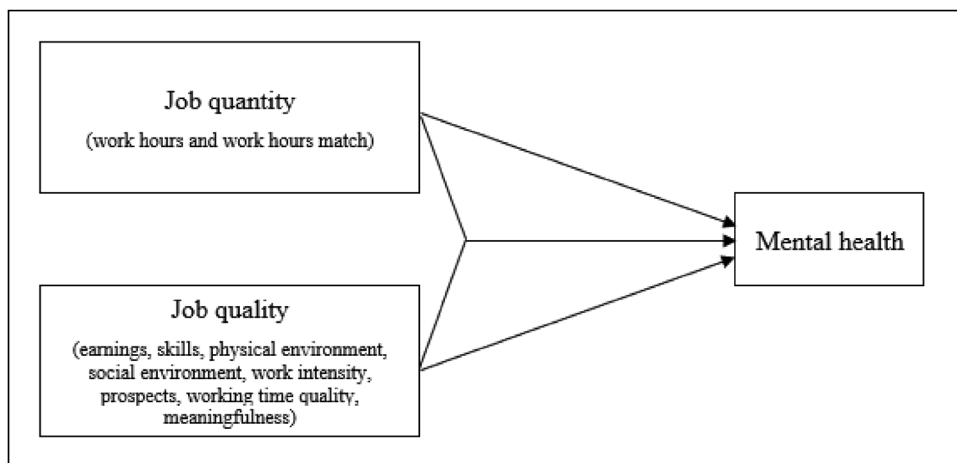 Job quantity
(work hours and work hours match)
Mental health
Job quality
(earnings, skills, physical environment,
social environment, work intensity,
prospects, working time quality,
meaningfulness)